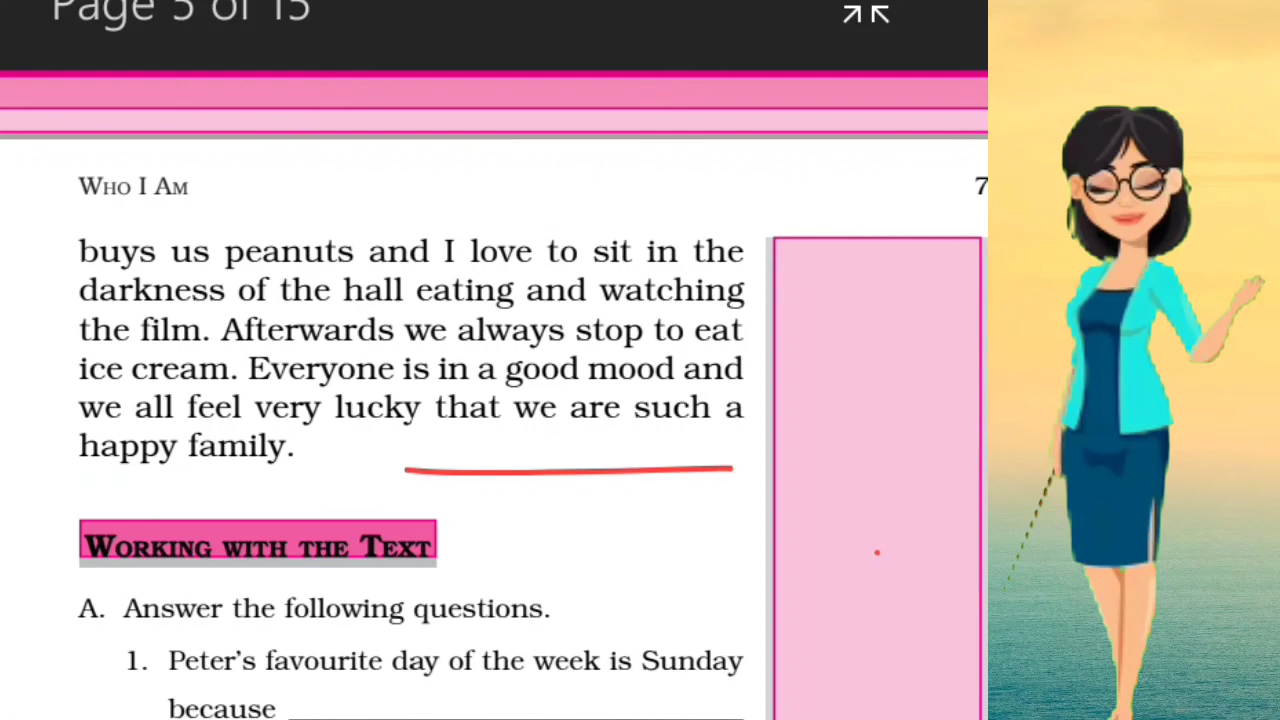 Page 5 of 15
WHO I AM 7
buys us peanuts and I love to sit in the
darkness of the hall eating and watching
the film. Afterwards we always stop to eat
ice cream. Everyone is in a good mood and
we all feel very lucky that we are such a
happy family.
WORKING WITH THE TEXT
A. Answer the following questions.
1. Peter's favourite day of the week is Sunday
because